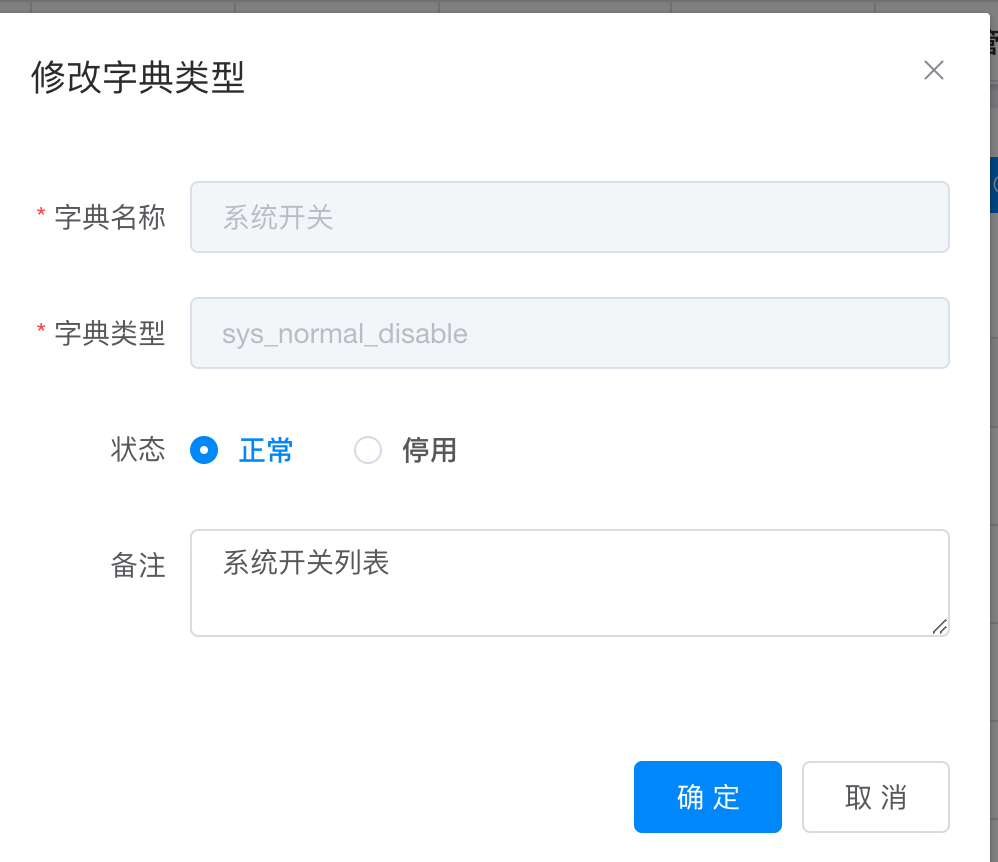 修改字典类型
* 字典名称 系统开关
* 字典类型 sys_normal_disable
状态 正常 停用
备注 系统开关列表
确 定 取 消